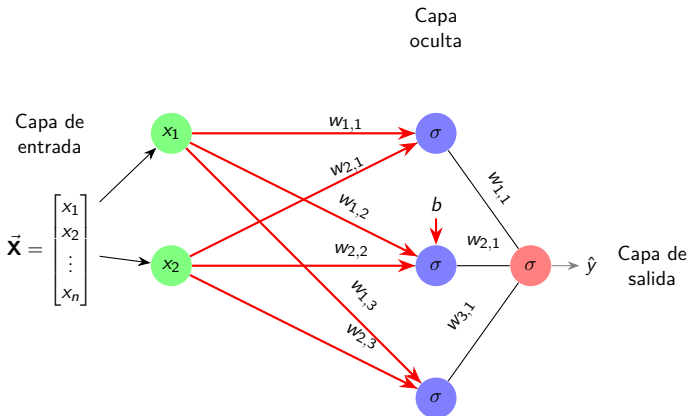 Capa
oculta
Capa de
entrada
x₁
w₁,₁
σ
w₂,₁
w₁,₁
w₁,₂
b
X⃗ = [x₁
x₂
⋮
xₙ]
x₂
w₂,₂
σ
w₂,₁
σ
ŷ
Capa de
salida
w₁,₃
w₃,₁
w₂,₃
σ